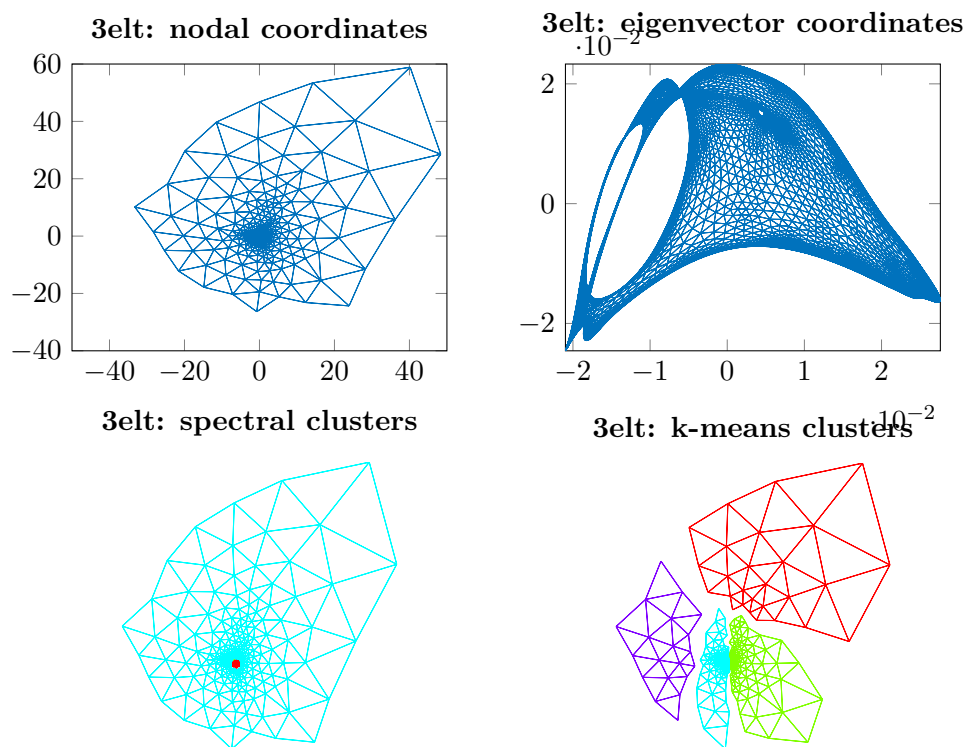 3elt: nodal coordinates
60
40
20
0
−20
−40
−40 −20 0 20 40
3elt: eigenvector coordinates
·10−2
2
0
−2
−2 −1 0 1 2
·10−2
3elt: spectral clusters
3elt: k-means clusters